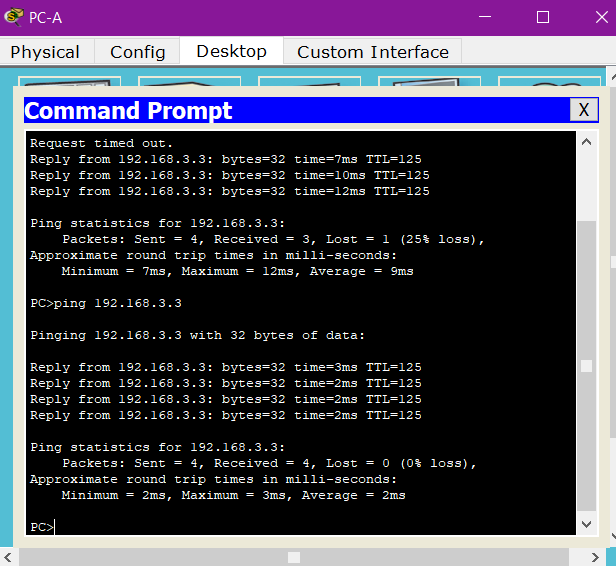 PC-A
Physical Config Desktop Custom Interface
Command Prompt X
Request timed out.
Reply from 192.168.3.3: bytes=32 time=7ms TTL=125
Reply from 192.168.3.3: bytes=32 time=10ms TTL=125
Reply from 192.168.3.3: bytes=32 time=12ms TTL=125
Ping statistics for 192.168.3.3:
Packets: Sent = 4, Received = 3, Lost = 1 (25% loss),
Approximate round trip times in milli-seconds:
Minimum = 7ms, Maximum = 12ms, Average = 9ms
PC>ping 192.168.3.3
Pinging 192.168.3.3 with 32 bytes of data:
Reply from 192.168.3.3: bytes=32 time=3ms TTL=125
Reply from 192.168.3.3: bytes=32 time=2ms TTL=125
Reply from 192.168.3.3: bytes=32 time=2ms TTL=125
Reply from 192.168.3.3: bytes=32 time=2ms TTL=125
Ping statistics for 192.168.3.3:
Packets: Sent = 4, Received = 4, Lost = 0 (0% loss),
Approximate round trip times in milli-seconds:
Minimum = 2ms, Maximum = 3ms, Average = 2ms
PC>